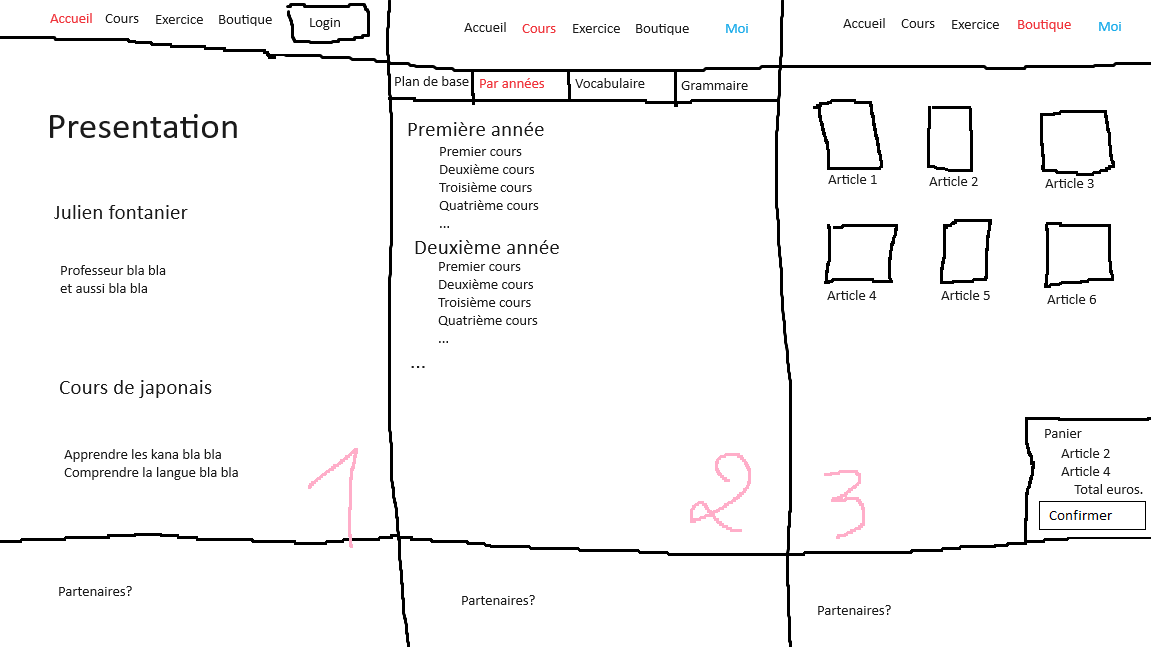 Accueil Cours Exercice Boutique Login
Presentation
Julien fontanier
Professeur bla bla
et aussi bla bla
Cours de japonais
Apprendre les kana bla bla
Comprendre la langue bla bla
1
Partenaires?
Accueil Cours Exercice Boutique Moi
Plan de base Par années Vocabulaire Grammaire
Première année
Premier cours
Deuxième cours
Troisième cours
Quatrième cours
...
Deuxième année
Premier cours
Deuxième cours
Troisième cours
Quatrième cours
...
...
2
Partenaires?
Accueil Cours Exercice Boutique Moi
Article 1 Article 2 Article 3
Article 4 Article 5 Article 6
3
Panier
Article 2
Article 4
Total euros.
Confirmer
Partenaires?